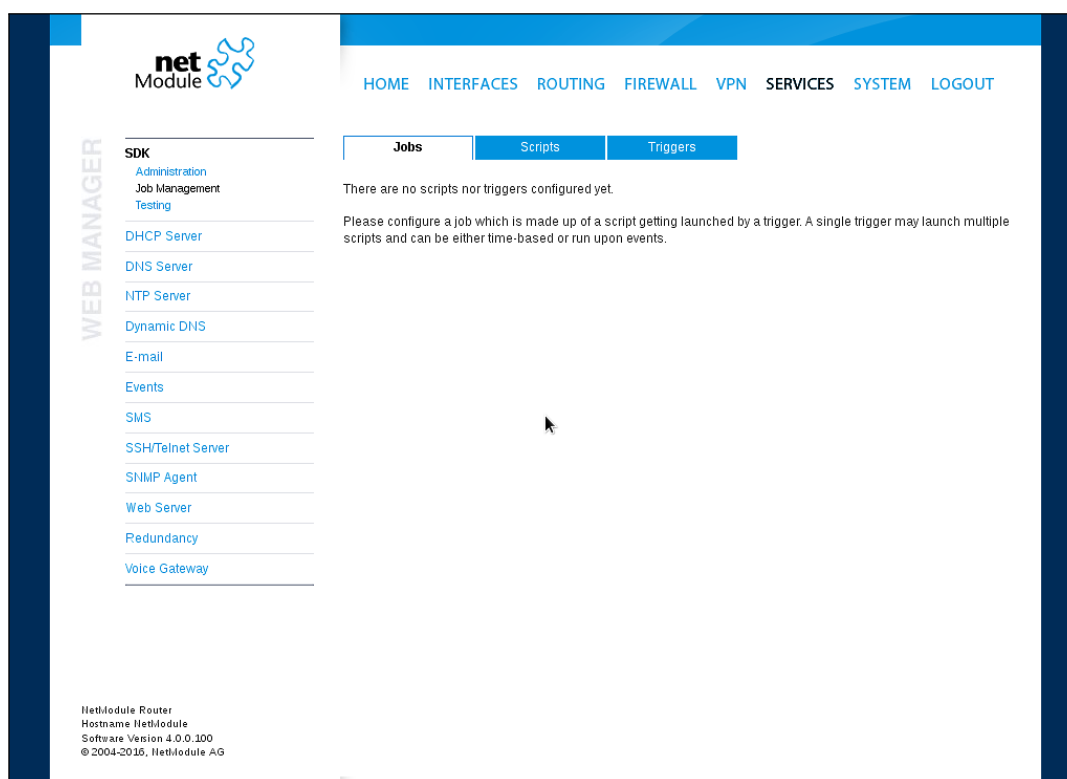 net
Module
HOME INTERFACES ROUTING FIREWALL VPN SERVICES SYSTEM LOGOUT
WEB MANAGER
SDK
Administration
Job Management
Testing
DHCP Server
DNS Server
NTP Server
Dynamic DNS
E-mail
Events
SMS
SSH/Telnet Server
SNMP Agent
Web Server
Redundancy
Voice Gateway
Jobs Scripts Triggers
There are no scripts nor triggers configured yet.
Please configure a job which is made up of a script getting launched by a trigger. A single trigger may launch multiple
scripts and can be either time-based or run upon events.
NetModule Router
Hostname NetModule
Software Version 4.0.0.100
© 2004-2016, NetModule AG